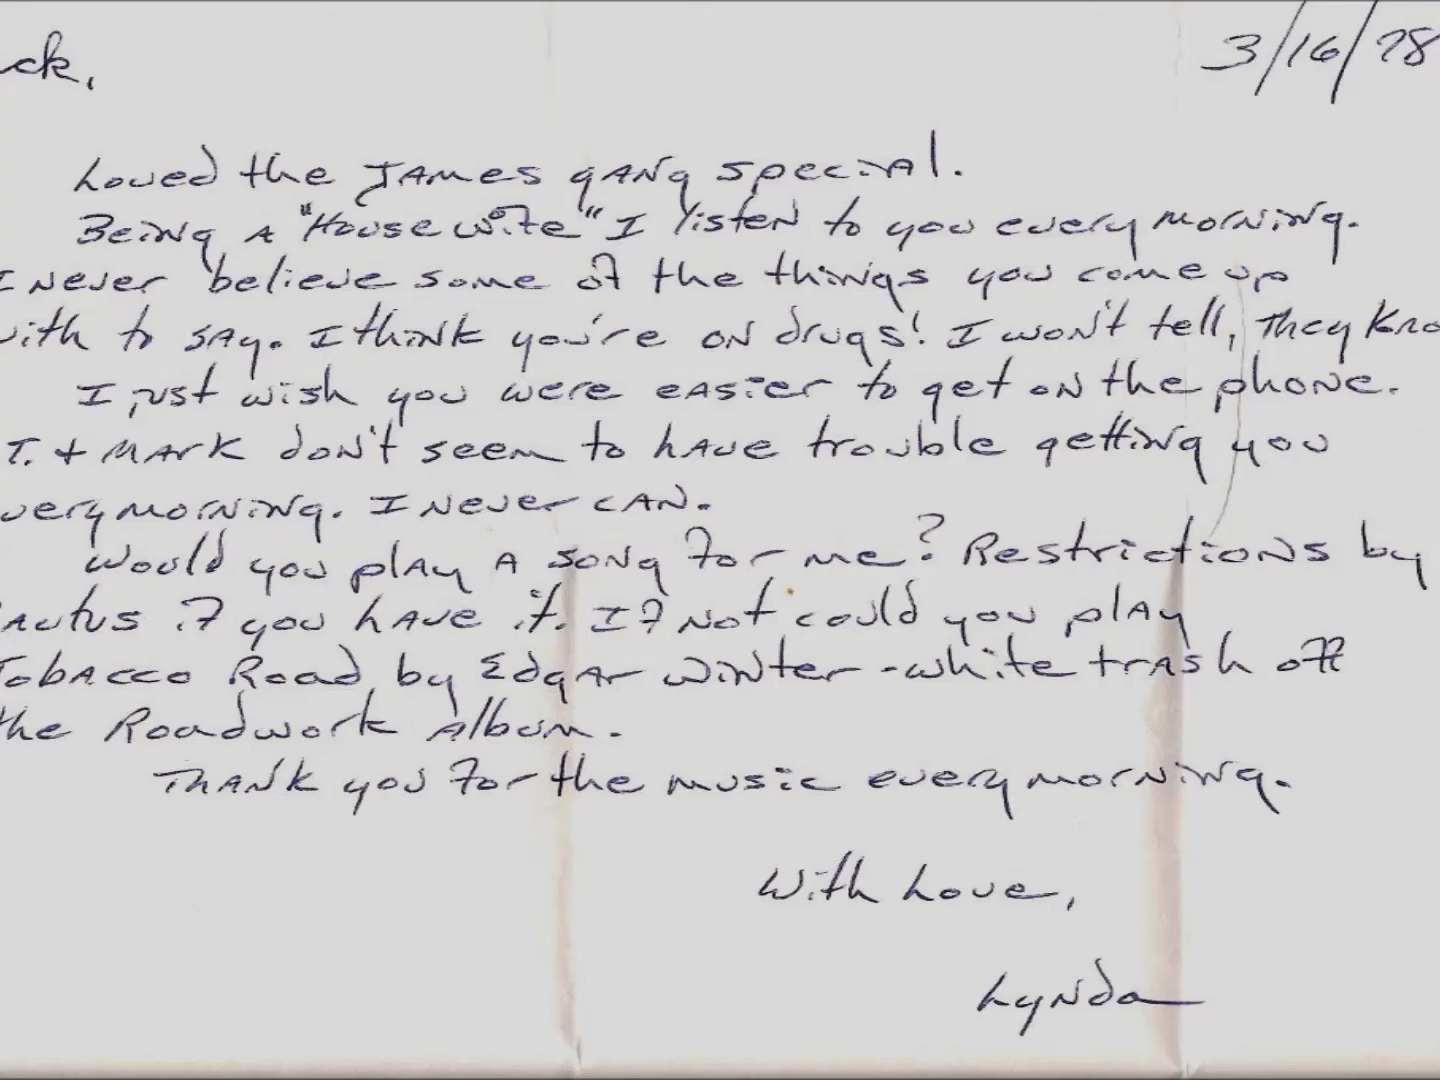 ck,
3/16/78
Loved the James gang special.
Being a "Housewife" I listen to you every morning.
I never believe some of the things you come up
with to say. I think you're on drugs! I won't tell, They kno
I just wish you were easier to get on the phone.
T. + Mark don't seem to have trouble getting you
very morning. I never can.
Would you play a song for me? Restrictions by
actus if you have it. If not could you play
Tobacco Road by Edgar Winter - white trash off
the Roadwork album.
Thank you for the music every morning.
With Love,
Lynda